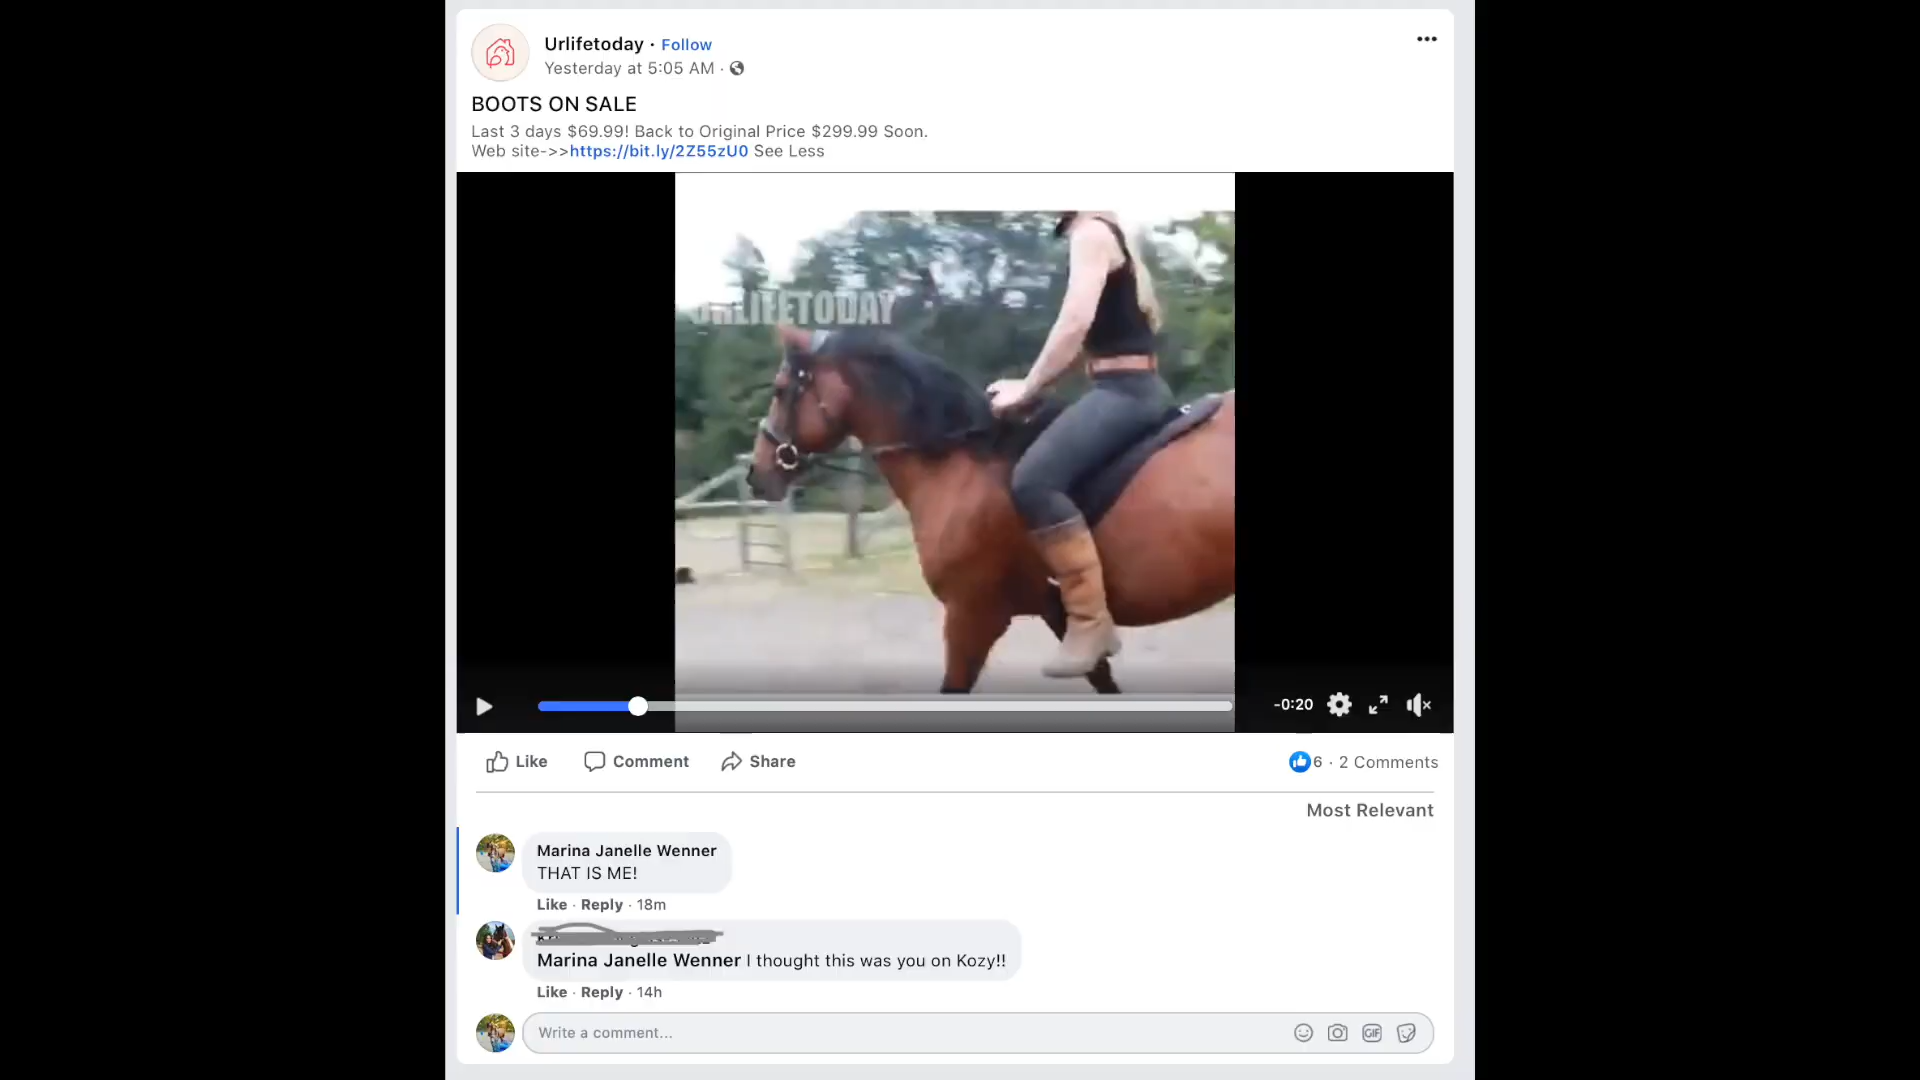 Urlifetoday · Follow
Yesterday at 5:05 AM ·
BOOTS ON SALE
Last 3 days $69.99! Back to Original Price $299.99 Soon.
Web site->>https://bit.ly/2Z55zU0 See Less
URLIFETODAY
-0:20
Like Comment Share 6 · 2 Comments
Most Relevant
Marina Janelle Wenner
THAT IS ME!
Like · Reply · 18m
Marina Janelle Wenner I thought this was you on Kozy!!
Like · Reply · 14h
Write a comment...
GIF